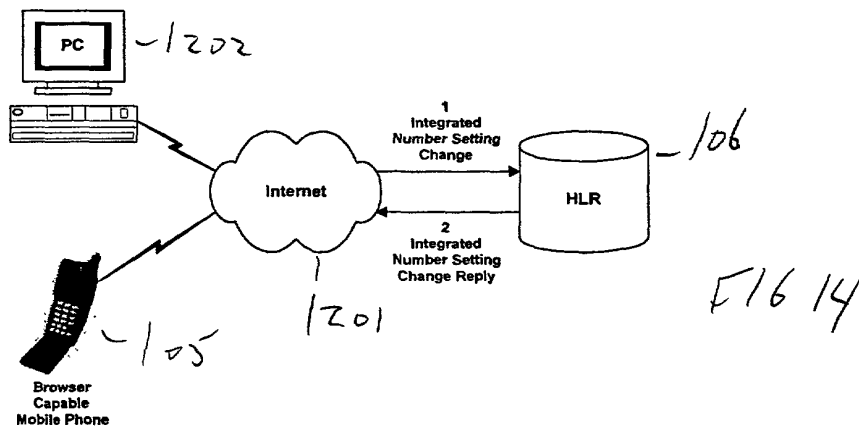 PC
1202
1
Integrated
Number Setting
Change
106
Internet
HLR
2
Integrated
Number Setting
Change Reply
1201
FIG 14
105
Browser
Capable
Mobile Phone